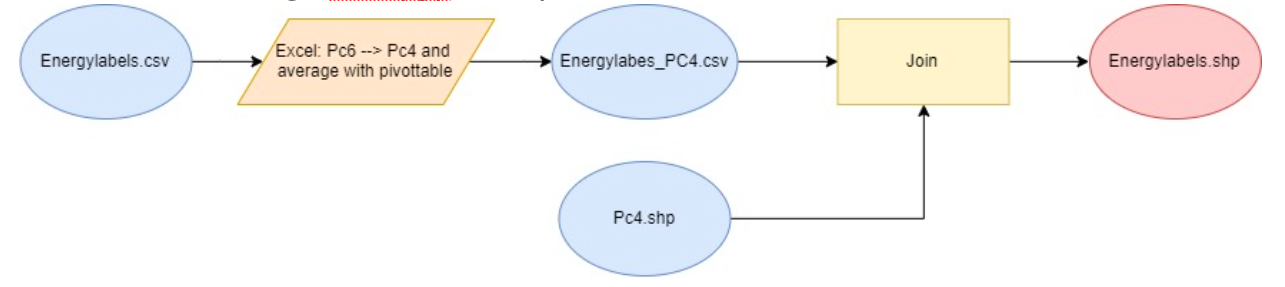 Energylabels.csv
Excel: Pc6 --> Pc4 and
average with pivottable
Energylabes_PC4.csv
Join
Energylabels.shp
Pc4.shp